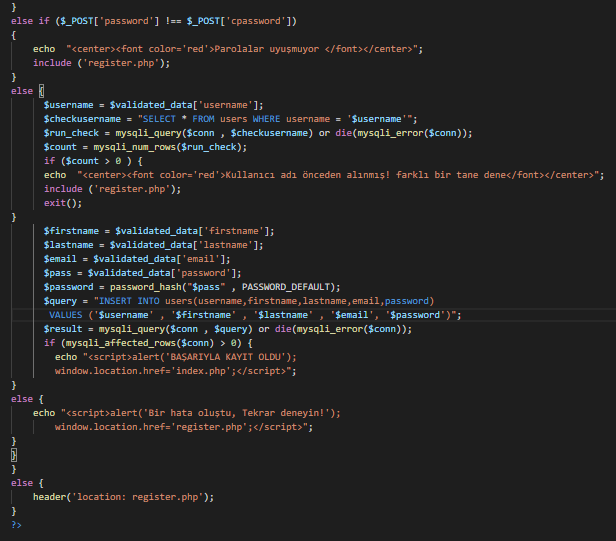 }
else if ($_POST['password'] !== $_POST['cpassword'])
{
echo  "<center><font color='red'>Parolalar uyuşmuyor </font></center>";
include ('register.php');
}
else {
$username = $validated_data['username'];
$checkusername = "SELECT * FROM users WHERE username = '$username'";
$run_check = mysqli_query($conn , $checkusername) or die(mysqli_error($conn));
$count = mysqli_num_rows($run_check);
if ($count > 0 ) {
echo  "<center><font color='red'>Kullanıcı adı önceden alınmış! farklı bir tane dene</font></center>";
include ('register.php');
exit();
}
$firstname = $validated_data['firstname'];
$lastname = $validated_data['lastname'];
$email = $validated_data['email'];
$pass = $validated_data['password'];
$password = password_hash("$pass" , PASSWORD_DEFAULT);
$query = "INSERT INTO users(username,firstname,lastname,email,password)
VALUES ('$username' , '$firstname' , '$lastname' , '$email', '$password')";
$result = mysqli_query($conn , $query) or die(mysqli_error($conn));
if (mysqli_affected_rows($conn) > 0) {
echo "<script>alert('BAŞARIYLA KAYIT OLDU');
window.location.href='index.php';</script>";
}
else {
echo "<script>alert('Bir hata oluştu, Tekrar deneyin!');
window.location.href='register.php';</script>";
}
}
}
else {
header('location: register.php');
}
?>